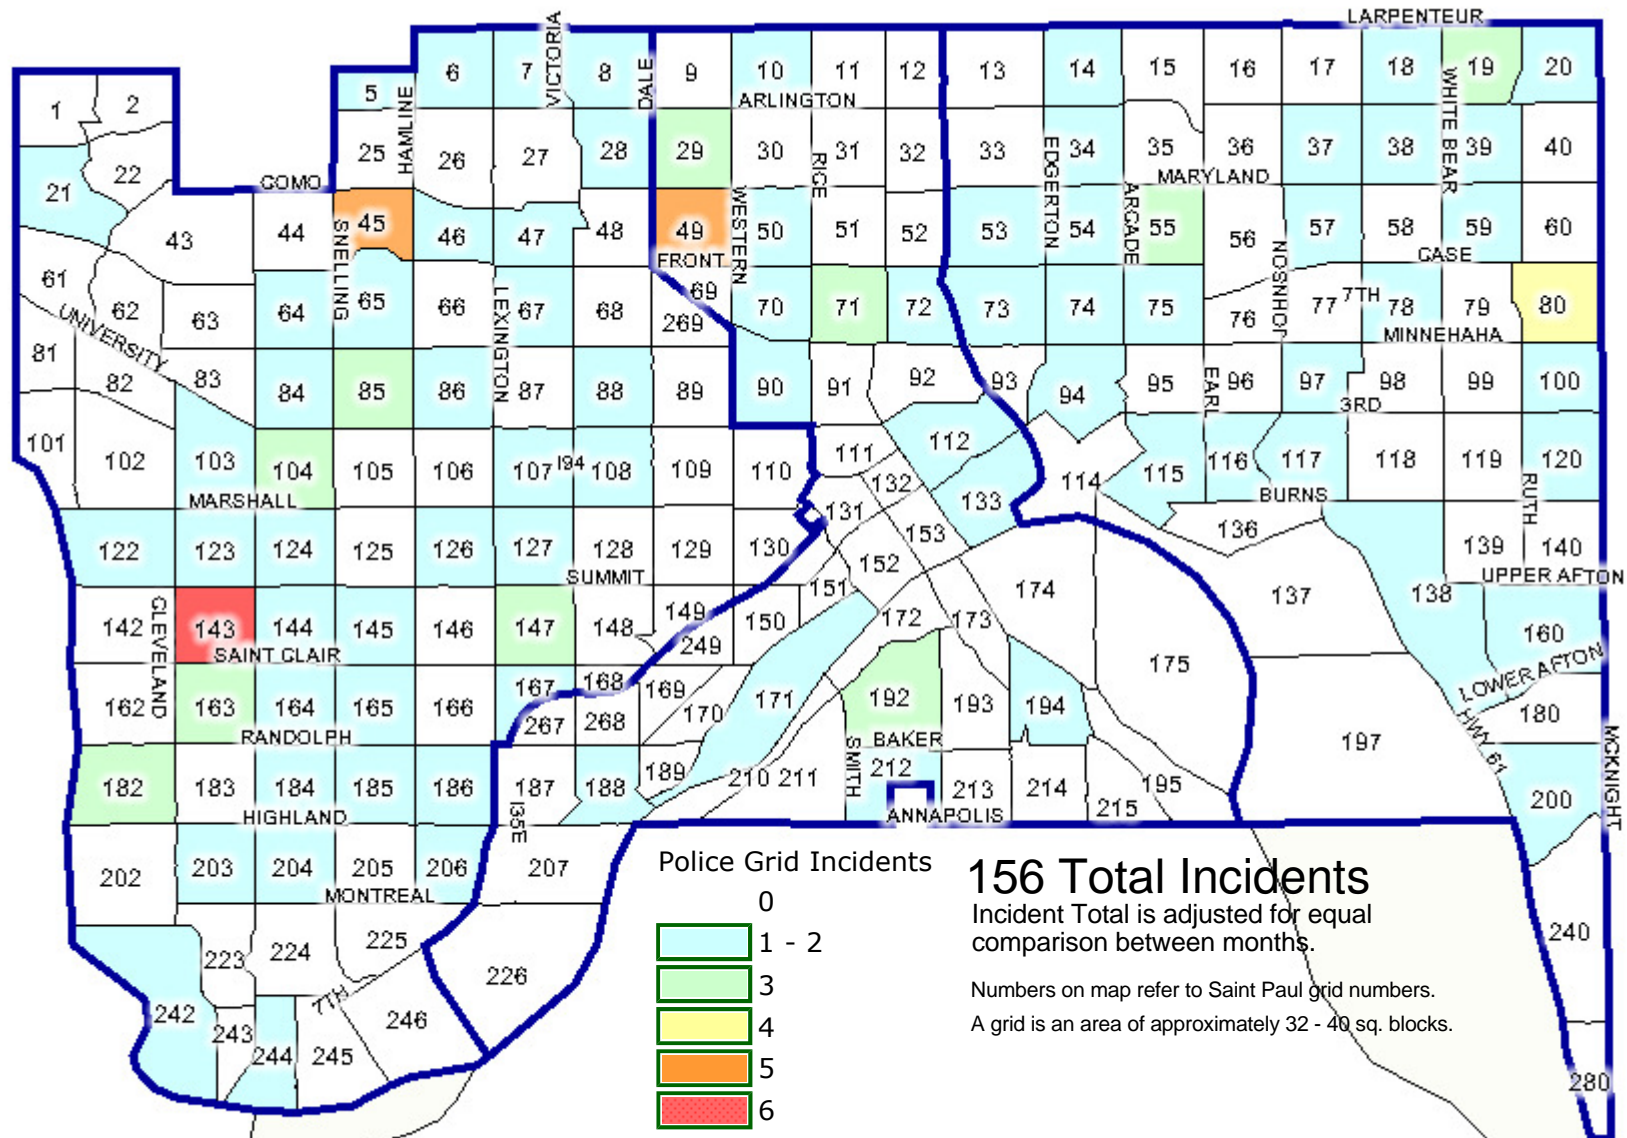 LARPENTEUR
1 2 5 6 7 VICTORIA 8 DALE 9 10 11 12 13 14 15 16 17 18 WHITE BEAR 19 20
ARLINGTON
21 22 25 HAMLINE 26 27 28 29 30 RICE 31 32 33 EDGERTON 34 35 36 37 38 39 40
COMO MARYLAND
43 44 SNELLING 45 46 47 48 49 WESTERN 50 51 52 53 54 ARCADE 55 56 JOHNSON 57 58 59 60
FRONT CASE
61 62 63 64 65 66 LEXINGTON 67 68 69 269 70 71 72 73 74 75 76 77 7TH 78 79 80
UNIVERSITY MINNEHAHA
81 82 83 84 85 86 87 88 89 90 91 92 93 94 95 EARL 96 97 98 99 100
3RD
101 102 103 104 105 106 107 I94 108 109 110 111 112 114 115 116 117 118 119 120
MARSHALL BURNS RUTH
122 123 124 125 126 127 128 129 130 131 132 133 136 139 140
SUMMIT 151 152 153 UPPER AFTON
142 CLEVELAND 143 144 145 146 147 148 149 249 150 172 173 174 137 138 160
SAINT CLAIR LOWER AFTON
162 163 164 165 166 167 267 168 268 169 170 171 192 193 194 175 197 180
RANDOLPH BAKER HWY 61 MCKNIGHT
182 183 184 185 186 I35E 187 188 189 210 211 SMITH 212 213 214 215 195 200
HIGHLAND ANNAPOLIS
202 203 204 205 206 207
MONTREAL
223 224 225 226 240
242 243 244 245 7TH 246 280
Police Grid Incidents
0
1 - 2
3
4
5
6
156 Total Incidents
Incident Total is adjusted for equal
comparison between months.
Numbers on map refer to Saint Paul grid numbers.
A grid is an area of approximately 32 - 40 sq. blocks.